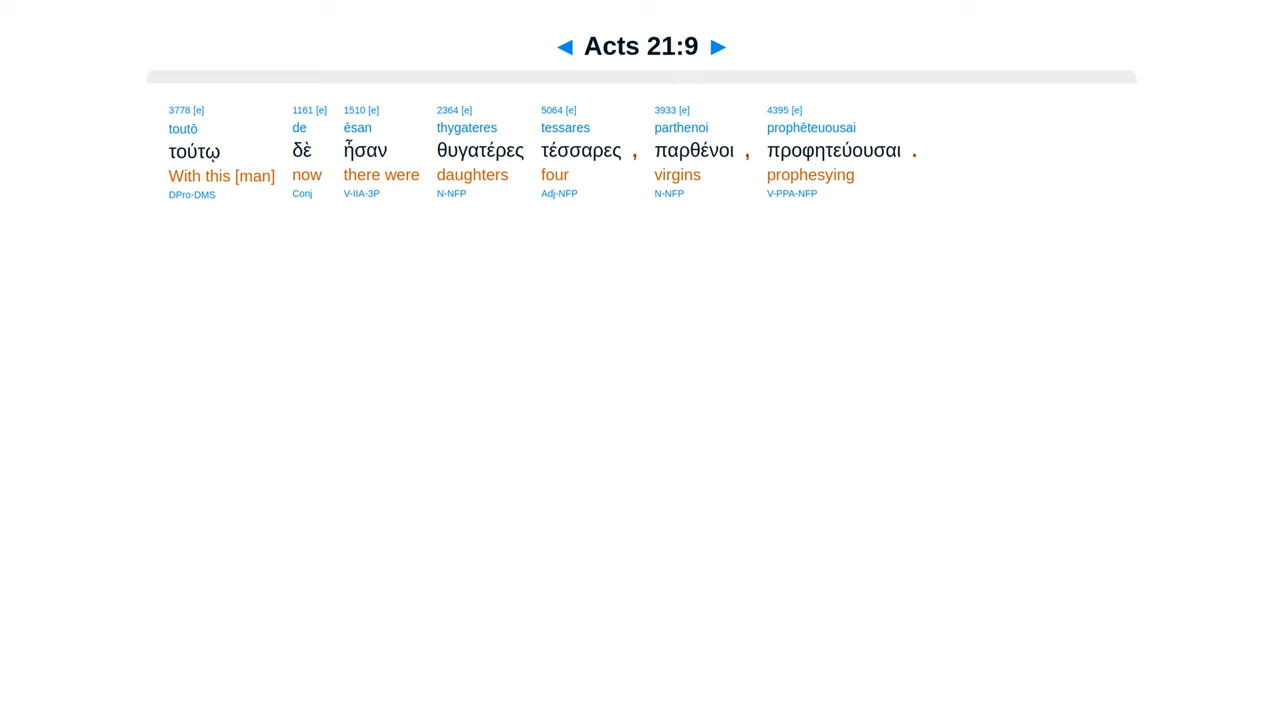 ◄ Acts 21:9 ►
3778 [e] 1161 [e] 1510 [e] 2364 [e] 5064 [e] 3933 [e] 4395 [e]
toutō de ēsan thygateres tessares parthenoi prophēteuousai
τούτῳ δὲ ἦσαν θυγατέρες τέσσαρες , παρθένοι , προφητεύουσαι .
With this [man] now there were daughters four virgins prophesying
DPro-DMS Conj V-IIA-3P N-NFP Adj-NFP N-NFP V-PPA-NFP